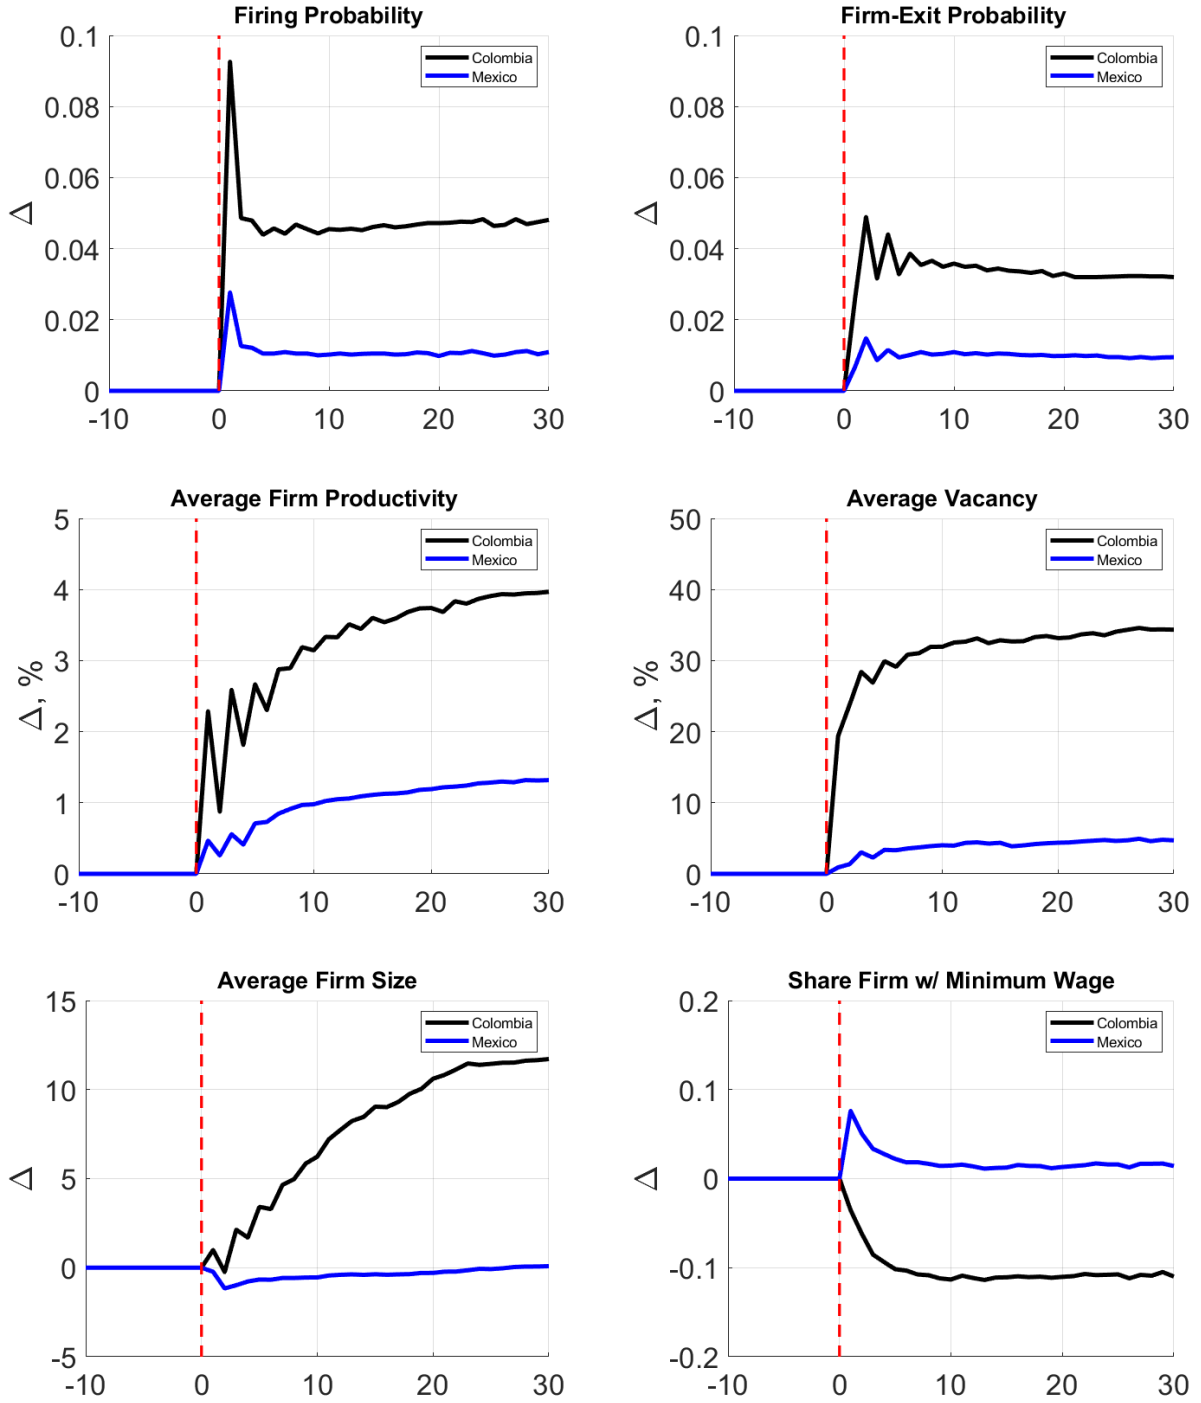 Firing Probability
0.1
0.08
0.06
0.04
0.02
0
Δ
-10
0
10
20
30
Colombia
Mexico
Firm-Exit Probability
0.1
0.08
0.06
0.04
0.02
0
Δ
-10
0
10
20
30
Colombia
Mexico
Average Firm Productivity
5
4
3
2
1
0
Δ, %
-10
0
10
20
30
Colombia
Mexico
Average Vacancy
50
40
30
20
10
0
Δ, %
-10
0
10
20
30
Colombia
Mexico
Average Firm Size
15
10
5
0
-5
Δ
-10
0
10
20
30
Colombia
Mexico
Share Firm w/ Minimum Wage
0.2
0.1
0
-0.1
-0.2
Δ
-10
0
10
20
30
Colombia
Mexico